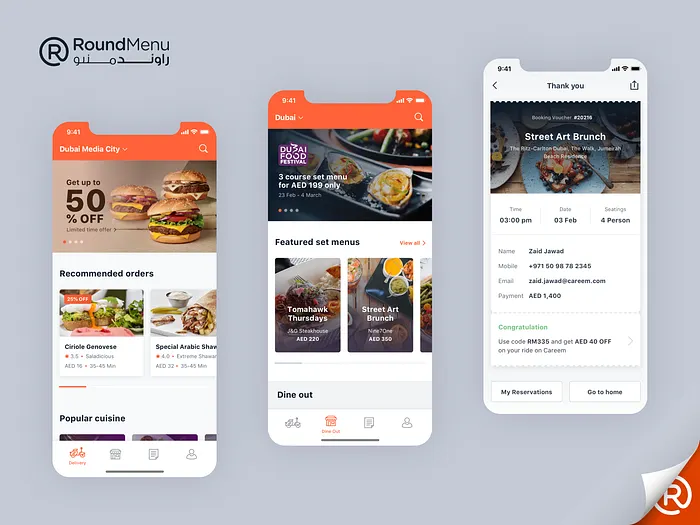 RoundMenu
راوند منيو
9:41
Dubai Media City
Get up to
50
% OFF
Limited time offer
Recommended orders
25% OFF
Ciriole Genovese
3.5 • Saladicious
AED 16 • 35-45 Min
Special Arabic Shaw
4.0 • Extreme Shawa
AED 32 • 35-45 Min
Popular cuisine
Delivery
9:41
Dubai
DUBAI
FOOD
FESTIVAL
3 course set menu
for AED 199 only
23 Feb - 4 March
Featured set menus
View all
Tomahawk
Thursdays
J&G Steakhouse
AED 220
Street Art
Brunch
Nine7One
AED 350
Dine out
Dine Out
9:41
Thank you
Booking Voucher #20216
Street Art Brunch
The Ritz-Carlton Dubai, The Walk, Jumeirah
Beach Residence
Time Date Seatings
03:00 pm 03 Feb 4 Person
Name Zaid Jawad
Mobile +971 50 98 78 2345
Email zaid.jawad@careem.com
Payment AED 1,400
Congratulation
Use code RM335 and get AED 40 OFF
on your ride on Careem
My Reservations Go to home